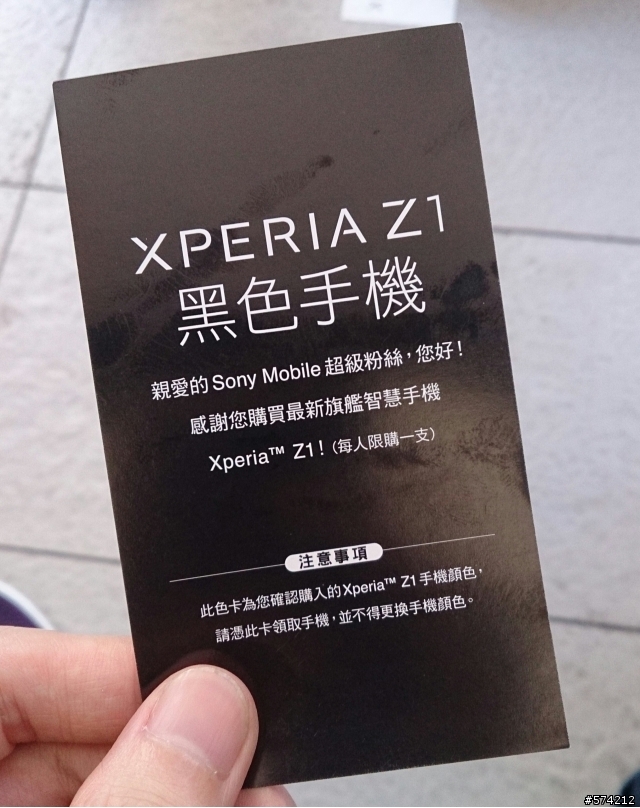 XPERIA Z1
黑色手機
親愛的 Sony Mobile 超級粉絲，您好！
感謝您購買最新旗艦智慧手機
Xperia™ Z1！（每人限購一支）
注意事項
此色卡為您確認購入的Xperia™ Z1 手機顏色，
請憑此卡領取手機，並不得更換手機顏色。
#574212